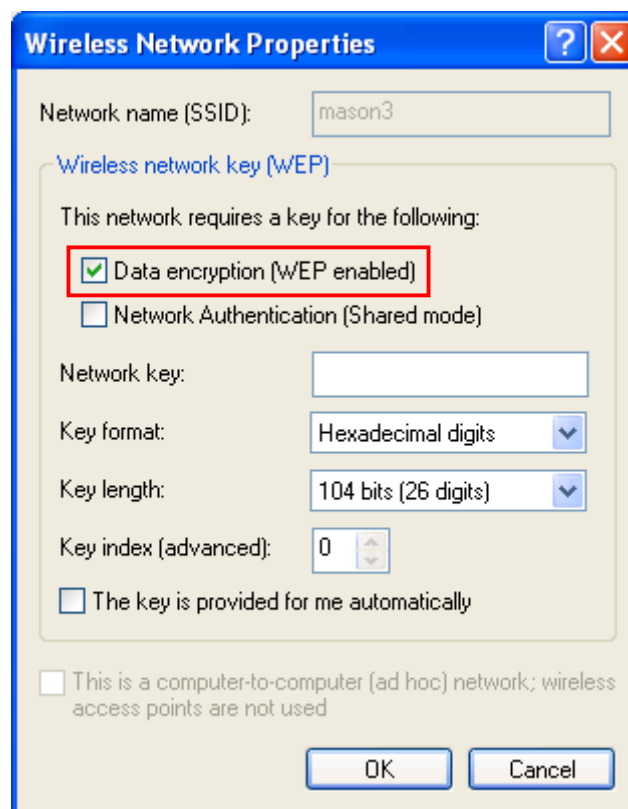 Wireless Network Properties
?
Network name (SSID): mason3
Wireless network key (WEP)
This network requires a key for the following:
Data encryption (WEP enabled)
Network Authentication (Shared mode)
Network key:
Key format: Hexadecimal digits
Key length: 104 bits (26 digits)
Key index (advanced): 0
The key is provided for me automatically
This is a computer-to-computer (ad hoc) network; wireless
access points are not used
OK Cancel